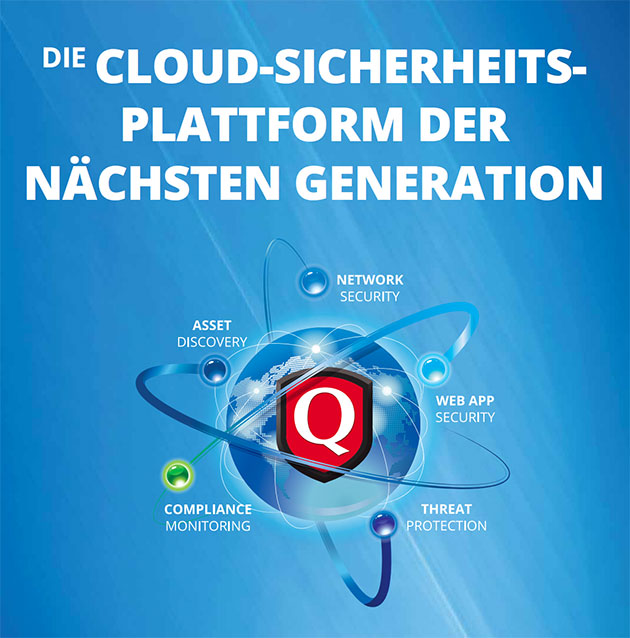 DIE CLOUD-SICHERHEITS-
PLATTFORM DER
NÄCHSTEN GENERATION
NETWORK
SECURITY
ASSET
DISCOVERY
WEB APP
SECURITY
Q
COMPLIANCE
MONITORING
THREAT
PROTECTION